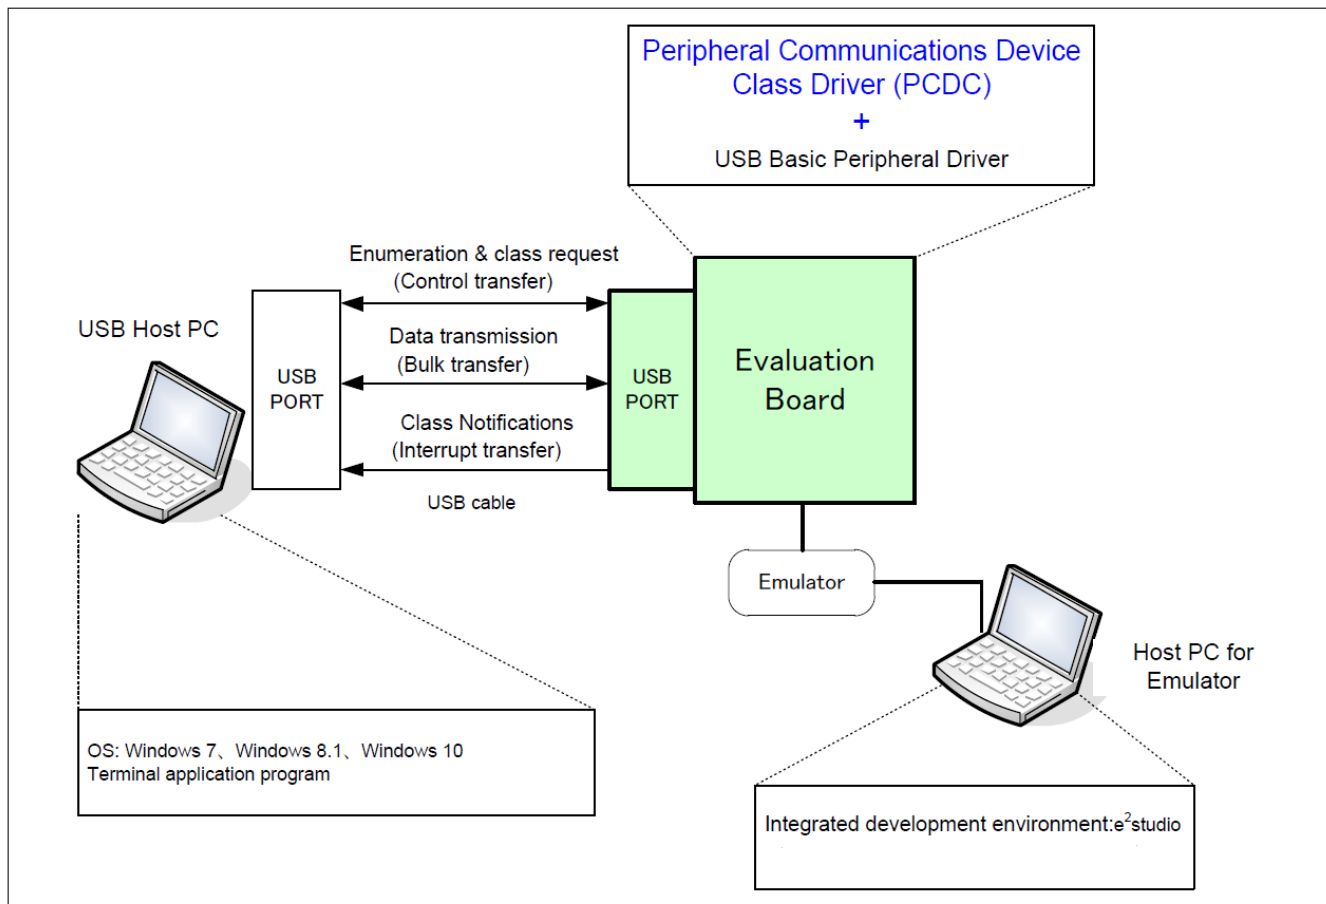 Peripheral Communications Device
Class Driver (PCDC)
+
USB Basic Peripheral Driver
Enumeration & class request
(Control transfer)
USB Host PC
Data transmission
(Bulk transfer)
USB
PORT
USB
PORT
Evaluation
Board
Class Notifications
(Interrupt transfer)
USB cable
Emulator
Host PC for
Emulator
OS: Windows 7、Windows 8.1、Windows 10
Terminal application program
Integrated development environment:e²studio